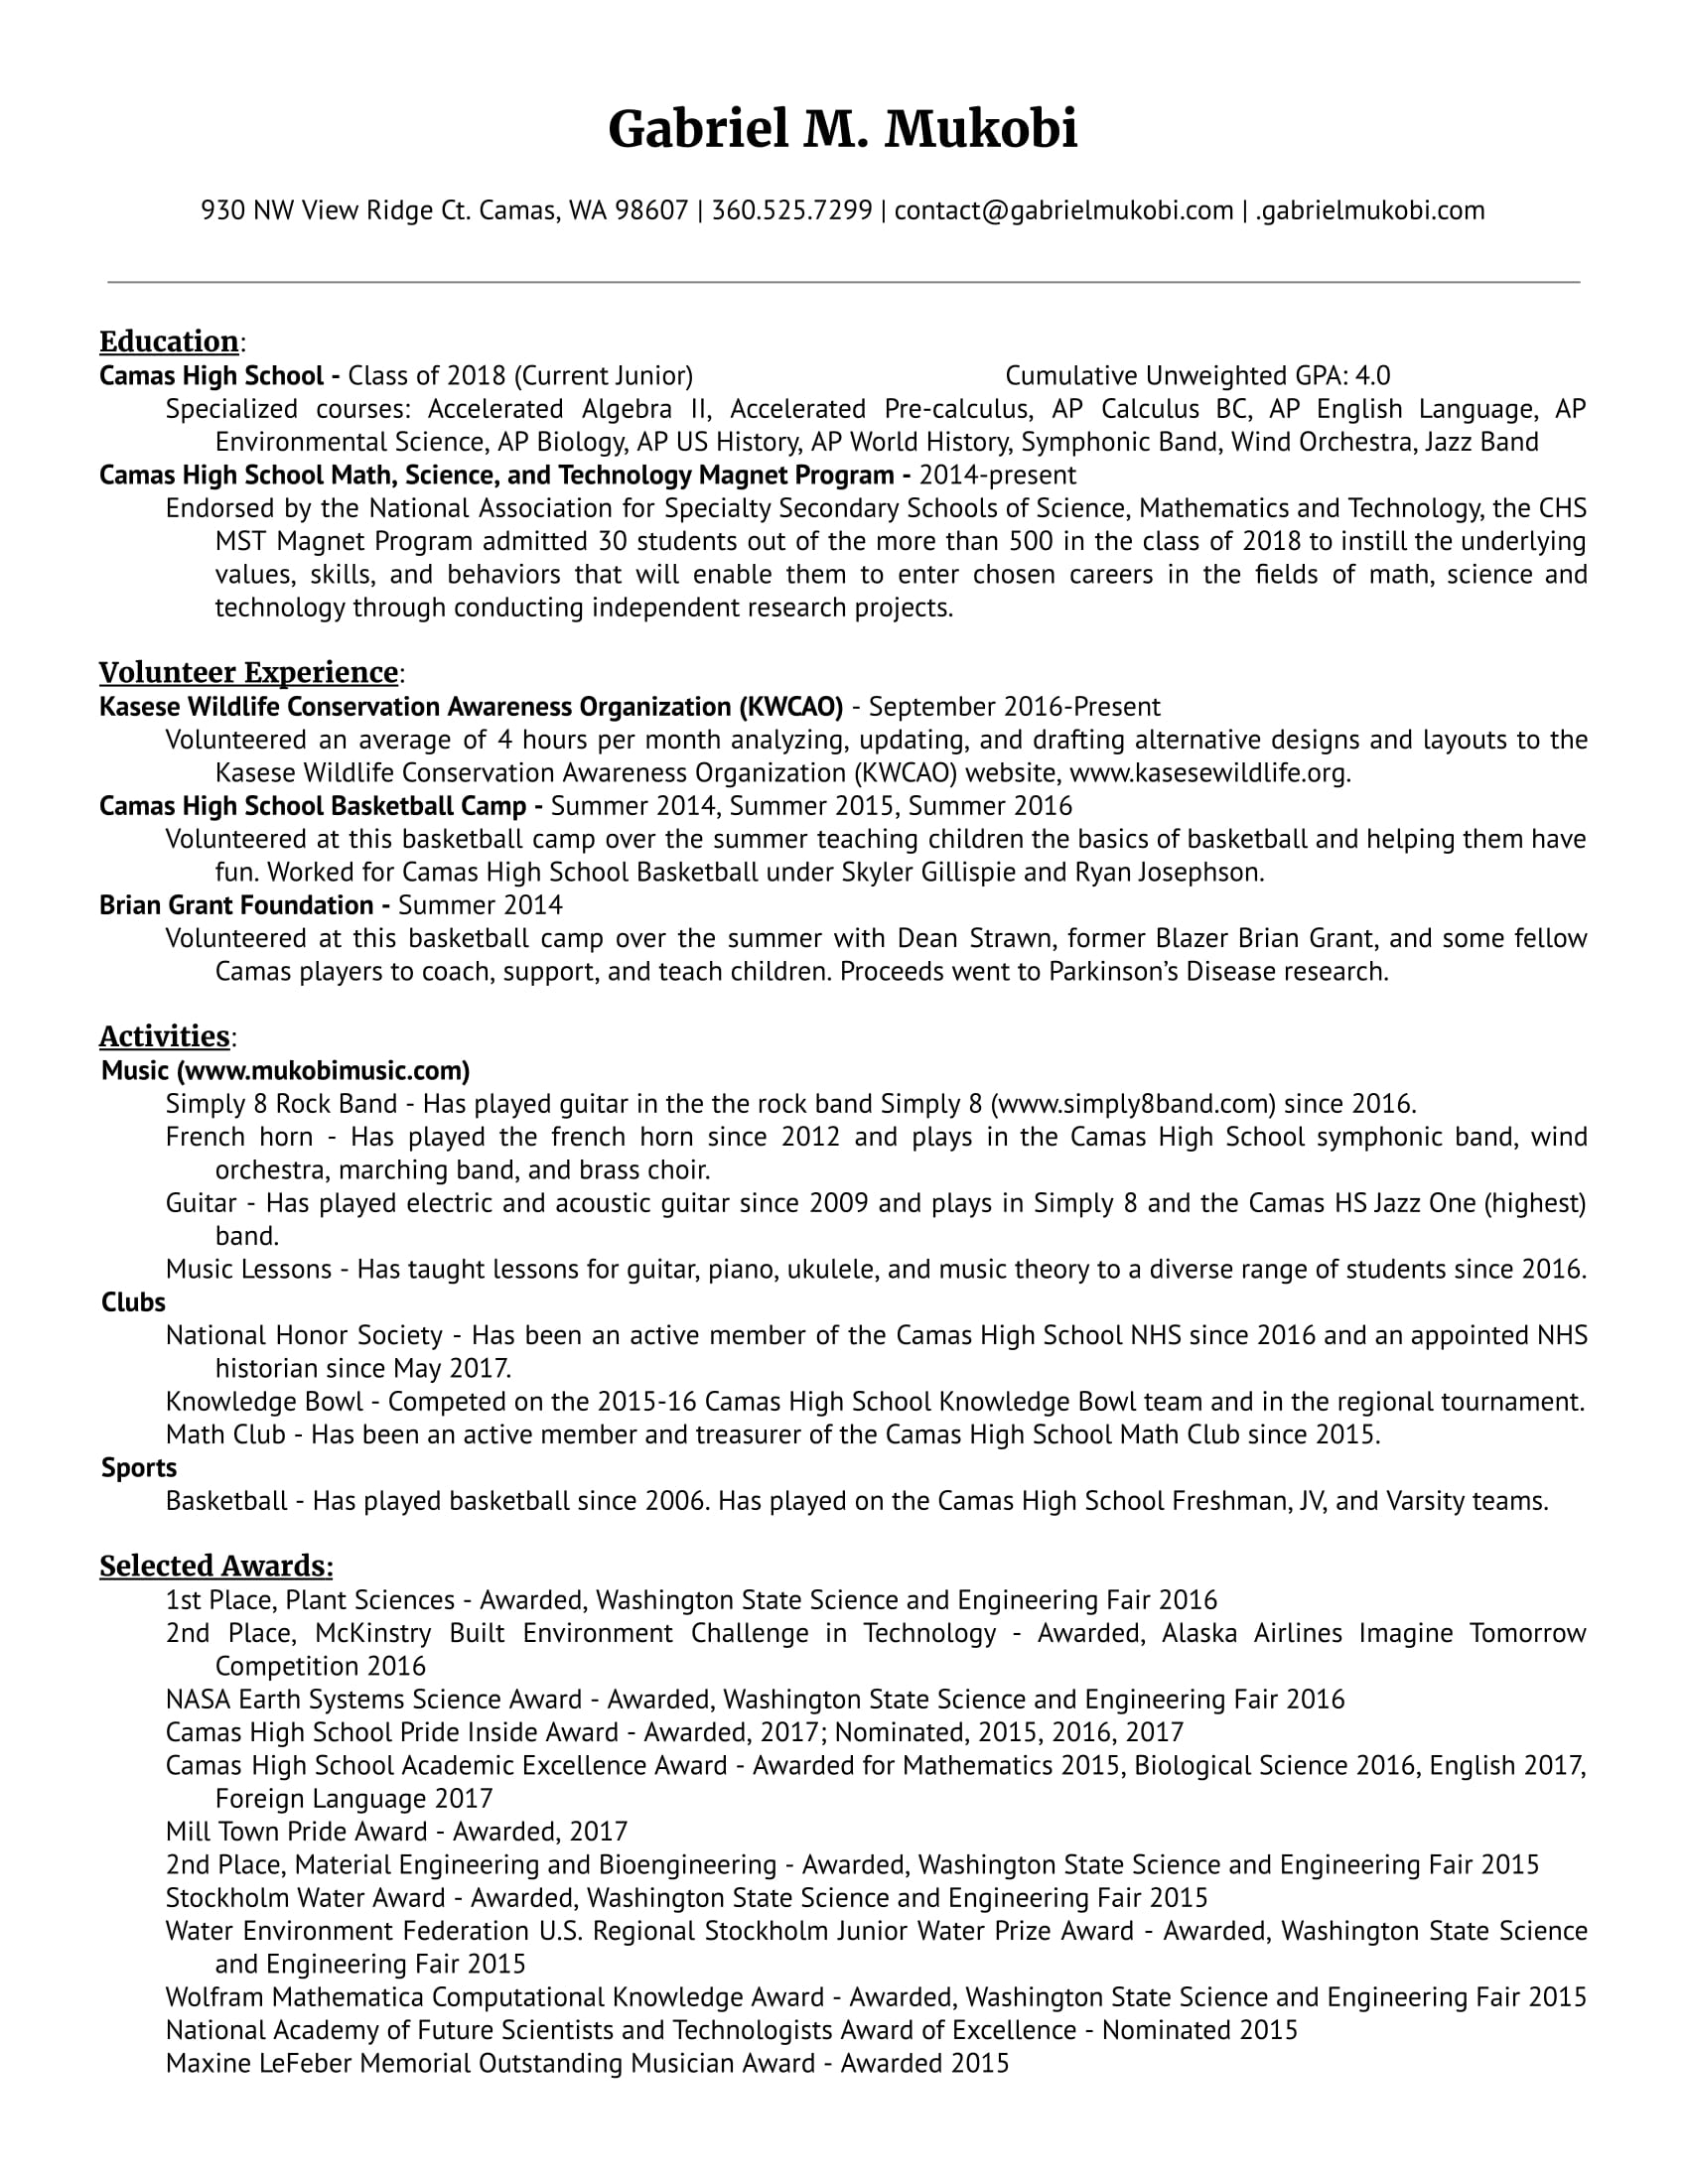 Gabriel M. Mukobi
930 NW View Ridge Ct. Camas, WA 98607 | 360.525.7299 | contact@gabrielmukobi.com | .gabrielmukobi.com
Education:
Camas High School - Class of 2018 (Current Junior) Cumulative Unweighted GPA: 4.0
Specialized courses: Accelerated Algebra II, Accelerated Pre-calculus, AP Calculus BC, AP English Language, AP
Environmental Science, AP Biology, AP US History, AP World History, Symphonic Band, Wind Orchestra, Jazz Band
Camas High School Math, Science, and Technology Magnet Program - 2014-present
Endorsed by the National Association for Specialty Secondary Schools of Science, Mathematics and Technology, the CHS
MST Magnet Program admitted 30 students out of the more than 500 in the class of 2018 to instill the underlying
values, skills, and behaviors that will enable them to enter chosen careers in the fields of math, science and
technology through conducting independent research projects.
Volunteer Experience:
Kasese Wildlife Conservation Awareness Organization (KWCAO) - September 2016-Present
Volunteered an average of 4 hours per month analyzing, updating, and drafting alternative designs and layouts to the
Kasese Wildlife Conservation Awareness Organization (KWCAO) website, www.kasesewildlife.org.
Camas High School Basketball Camp - Summer 2014, Summer 2015, Summer 2016
Volunteered at this basketball camp over the summer teaching children the basics of basketball and helping them have
fun. Worked for Camas High School Basketball under Skyler Gillispie and Ryan Josephson.
Brian Grant Foundation - Summer 2014
Volunteered at this basketball camp over the summer with Dean Strawn, former Blazer Brian Grant, and some fellow
Camas players to coach, support, and teach children. Proceeds went to Parkinson’s Disease research.
Activities:
Music (www.mukobimusic.com)
Simply 8 Rock Band - Has played guitar in the the rock band Simply 8 (www.simply8band.com) since 2016.
French horn - Has played the french horn since 2012 and plays in the Camas High School symphonic band, wind
orchestra, marching band, and brass choir.
Guitar - Has played electric and acoustic guitar since 2009 and plays in Simply 8 and the Camas HS Jazz One (highest)
band.
Music Lessons - Has taught lessons for guitar, piano, ukulele, and music theory to a diverse range of students since 2016.
Clubs
National Honor Society - Has been an active member of the Camas High School NHS since 2016 and an appointed NHS
historian since May 2017.
Knowledge Bowl - Competed on the 2015-16 Camas High School Knowledge Bowl team and in the regional tournament.
Math Club - Has been an active member and treasurer of the Camas High School Math Club since 2015.
Sports
Basketball - Has played basketball since 2006. Has played on the Camas High School Freshman, JV, and Varsity teams.
Selected Awards:
1st Place, Plant Sciences - Awarded, Washington State Science and Engineering Fair 2016
2nd Place, McKinstry Built Environment Challenge in Technology - Awarded, Alaska Airlines Imagine Tomorrow
Competition 2016
NASA Earth Systems Science Award - Awarded, Washington State Science and Engineering Fair 2016
Camas High School Pride Inside Award - Awarded, 2017; Nominated, 2015, 2016, 2017
Camas High School Academic Excellence Award - Awarded for Mathematics 2015, Biological Science 2016, English 2017,
Foreign Language 2017
Mill Town Pride Award - Awarded, 2017
2nd Place, Material Engineering and Bioengineering - Awarded, Washington State Science and Engineering Fair 2015
Stockholm Water Award - Awarded, Washington State Science and Engineering Fair 2015
Water Environment Federation U.S. Regional Stockholm Junior Water Prize Award - Awarded, Washington State Science
and Engineering Fair 2015
Wolfram Mathematica Computational Knowledge Award - Awarded, Washington State Science and Engineering Fair 2015
National Academy of Future Scientists and Technologists Award of Excellence - Nominated 2015
Maxine LeFeber Memorial Outstanding Musician Award - Awarded 2015